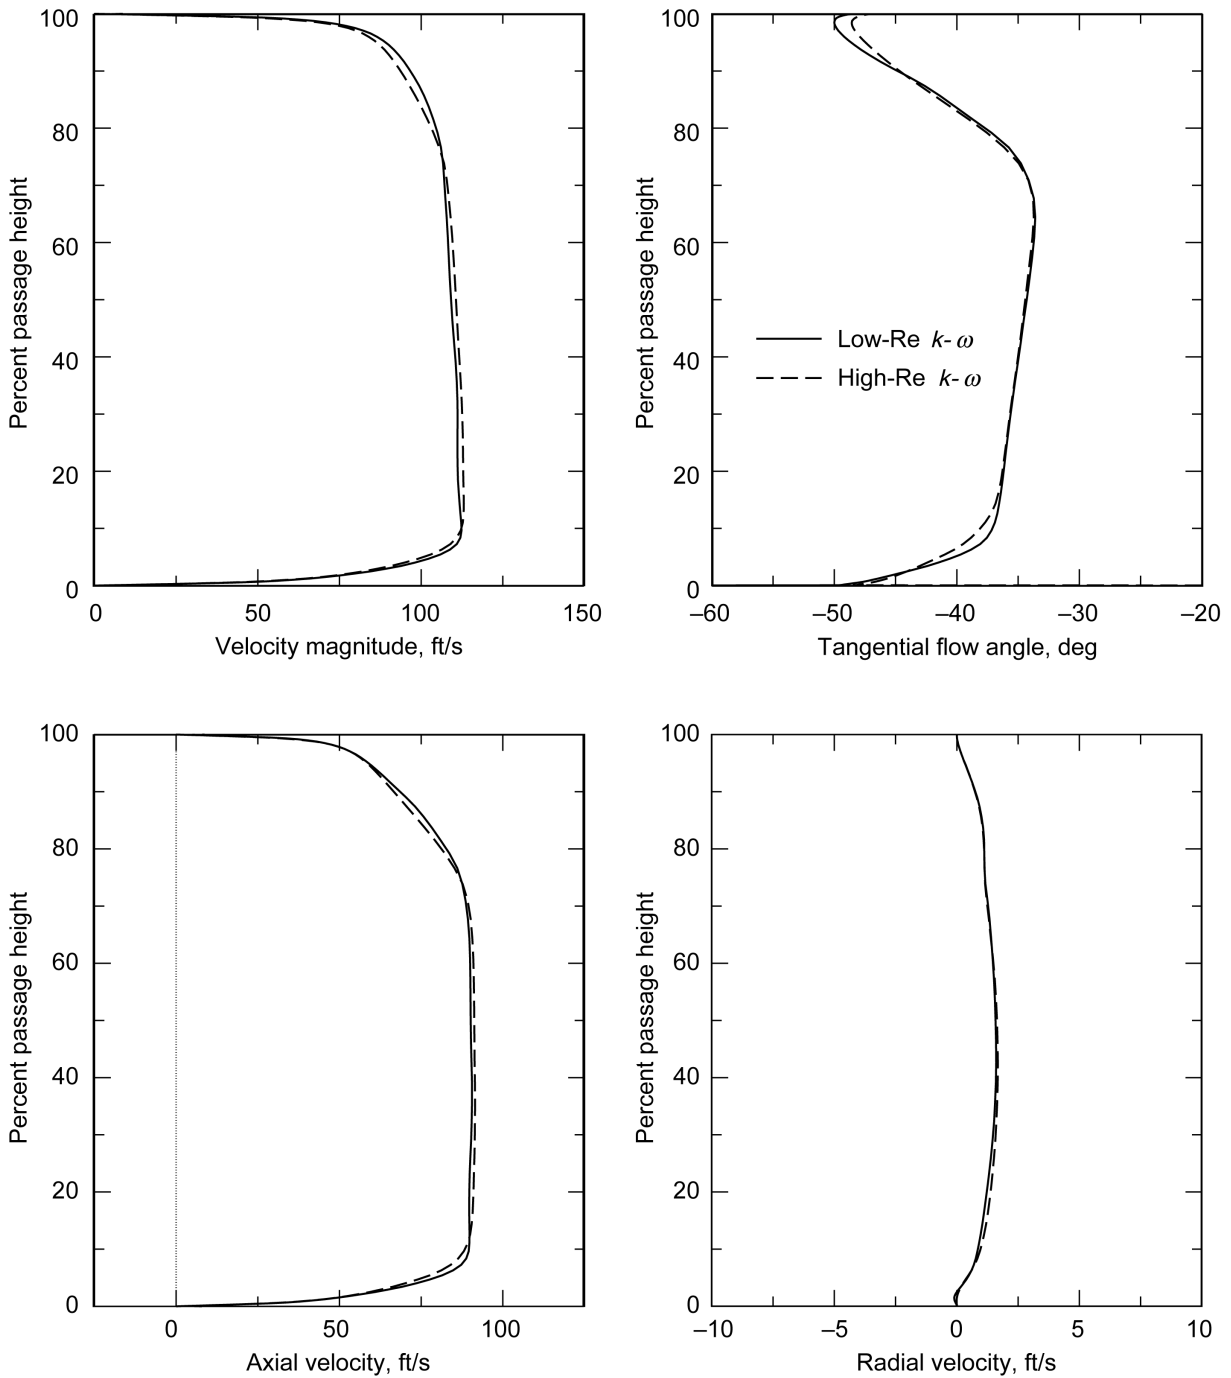 100
80
60
40
20
0
Percent passage height
0 50 100 150
Velocity magnitude, ft/s
100
80
60
40
20
0
Percent passage height
Low-Re k-ω
High-Re k-ω
–60 –50 –40 –30 –20
Tangential flow angle, deg
100
80
60
40
20
0
Percent passage height
0 50 100
Axial velocity, ft/s
100
80
60
40
20
0
Percent passage height
–10 –5 0 5 10
Radial velocity, ft/s